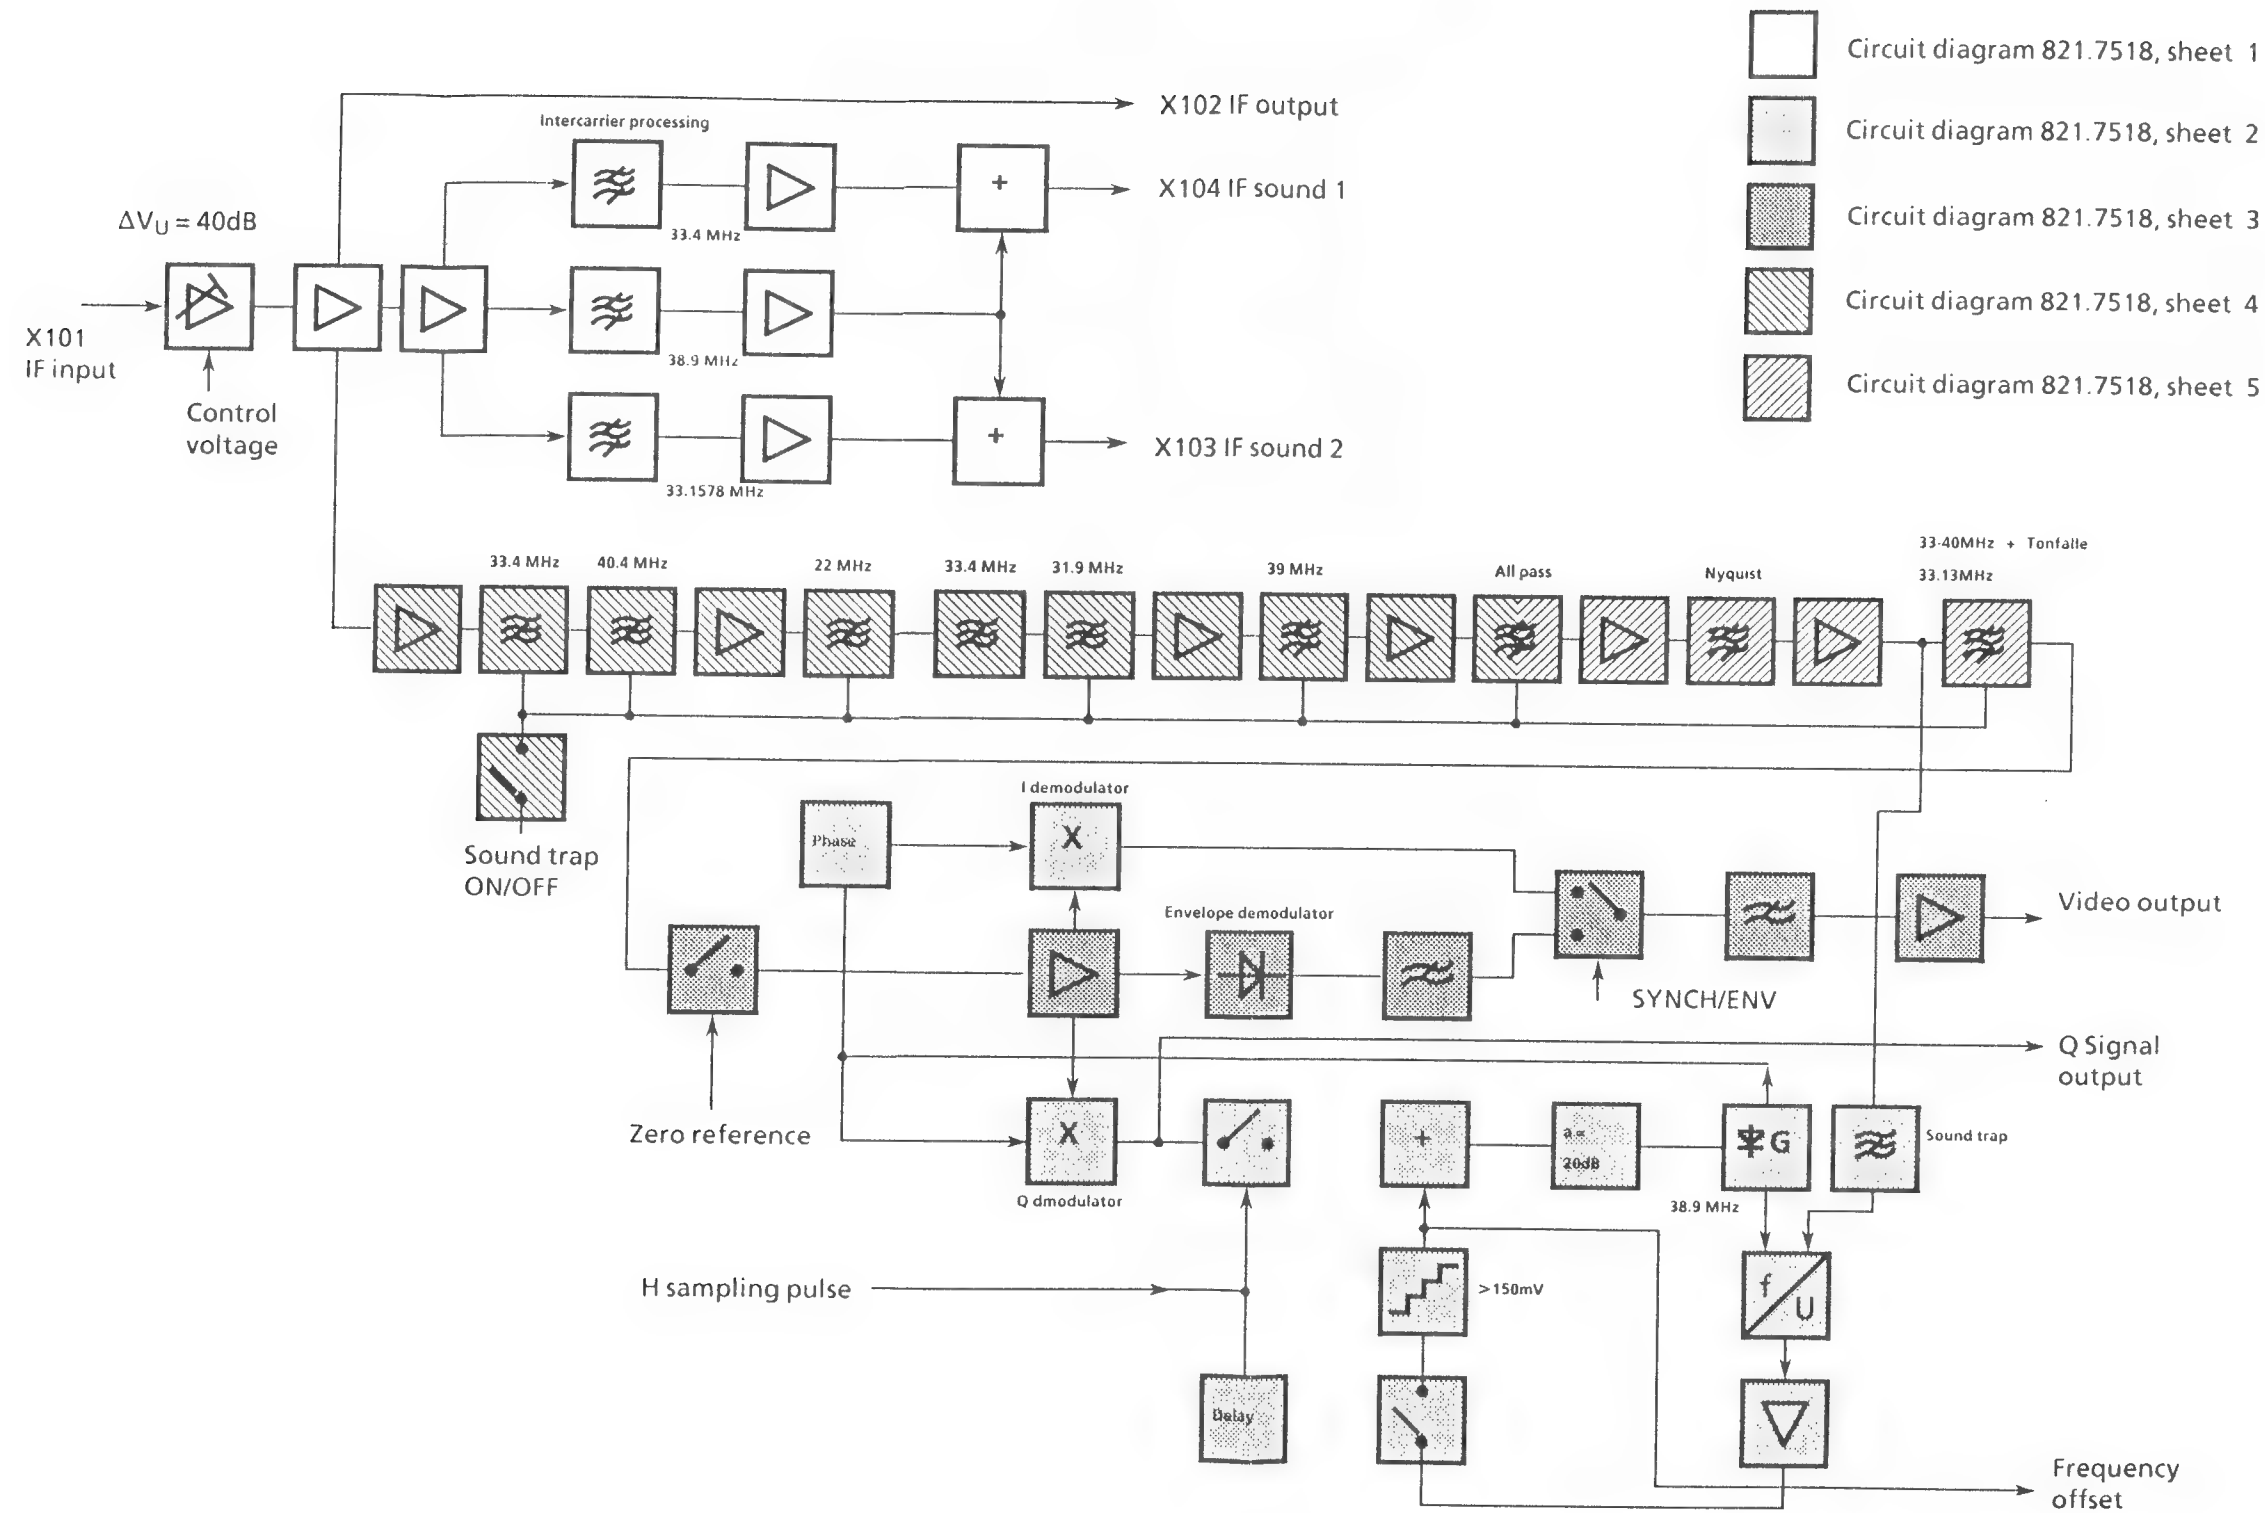 Circuit diagram 821.7518, sheet 1
Circuit diagram 821.7518, sheet 2
Circuit diagram 821.7518, sheet 3
Circuit diagram 821.7518, sheet 4
Circuit diagram 821.7518, sheet 5
X102 IF output
Intercarrier processing
+
X104 IF sound 1
33.4 MHz
ΔVU = 40dB
X101
IF input
38.9 MHz
Control
voltage
+
X103 IF sound 2
33.1578 MHz
33.4 MHz
40.4 MHz
22 MHz
33.4 MHz
31.9 MHz
39 MHz
All pass
Nyquist
33·40MHz + Tonfalle
33.13MHz
Sound trap
ON/OFF
Phase
I demodulator
X
Envelope demodulator
SYNCH/ENV
Video output
Zero reference
Q Signal
output
X
Q dmodulator
+
a =
20dB
G
38.9 MHz
Sound trap
H sampling pulse
>150mV
f
U
Delay
Frequency
offset